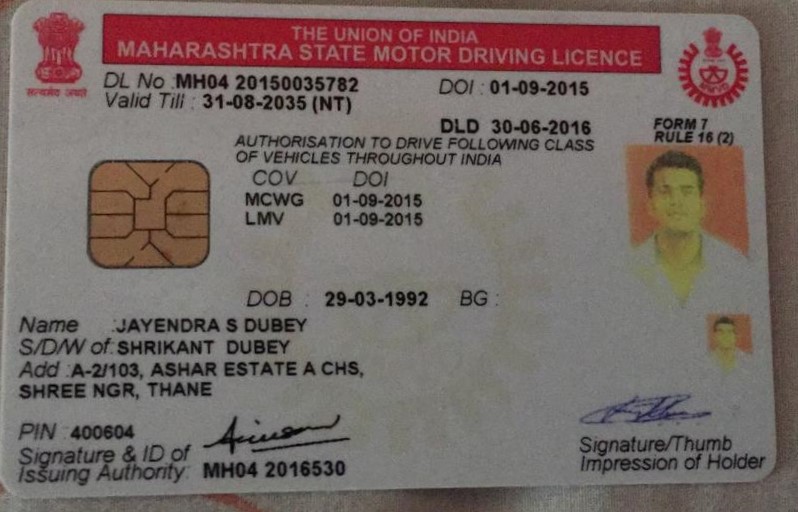 THE UNION OF INDIA
MAHARASHTRA STATE MOTOR DRIVING LICENCE
सत्यमेव जयते
DL No : MH04 20150035782 DOI : 01-09-2015
Valid Till : 31-08-2035 (NT)
DLD 30-06-2016
FORM 7
RULE 16 (2)
AUTHORISATION TO DRIVE FOLLOWING CLASS
OF VEHICLES THROUGHOUT INDIA
COV DOI
MCWG 01-09-2015
LMV 01-09-2015
DOB : 29-03-1992 BG :
Name : JAYENDRA S DUBEY
S/D/W of : SHRIKANT DUBEY
Add : A-2/103, ASHAR ESTATE A CHS,
SHREE NGR, THANE
PIN : 400604
Signature & ID of
Issuing Authority: MH04 2016530
Signature/Thumb
Impression of Holder